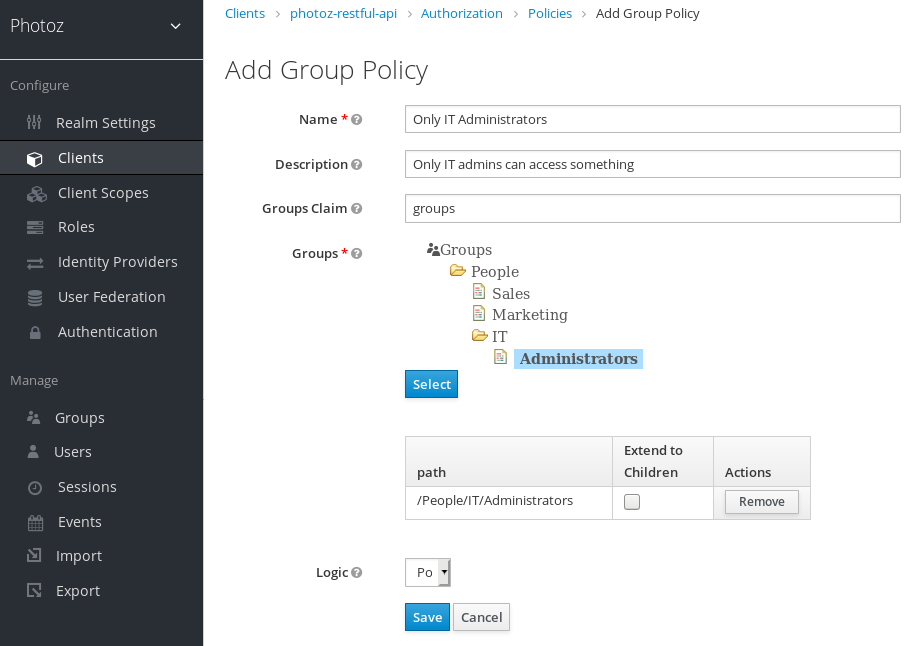 Photoz
Configure
Realm Settings
Clients
Client Scopes
Roles
Identity Providers
User Federation
Authentication
Manage
Groups
Users
Sessions
Events
Import
Export
Clients > photoz-restful-api > Authorization > Policies > Add Group Policy
Add Group Policy
Name *
Only IT Administrators
Description
Only IT admins can access something
Groups Claim
groups
Groups *
Groups
People
Sales
Marketing
IT
Administrators
Select
path Extend to Children Actions
/People/IT/Administrators Remove
Logic
Po
Save Cancel